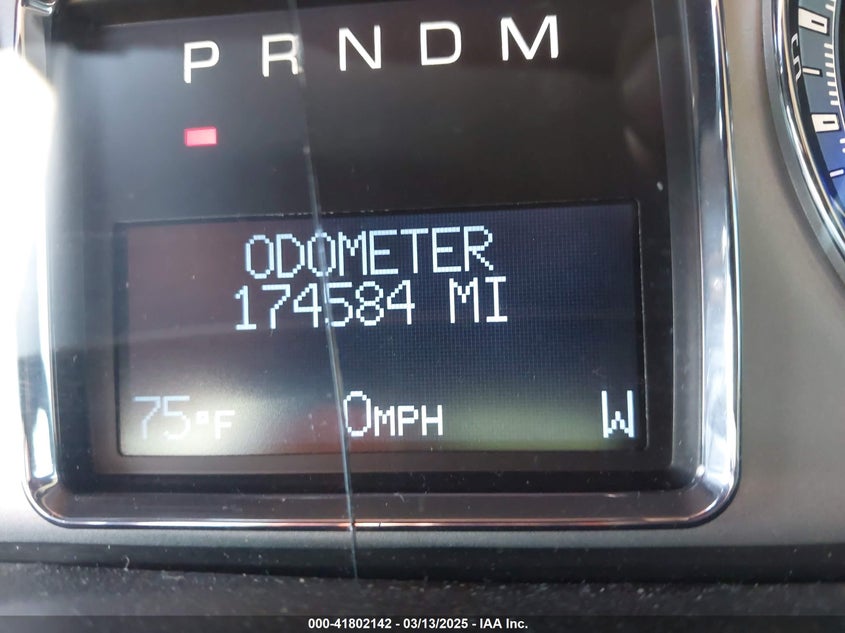 P R N D M
ODOMETER
174584 MI
75°F 0MPH W
000-41802142 - 03/13/2025 - IAA Inc.